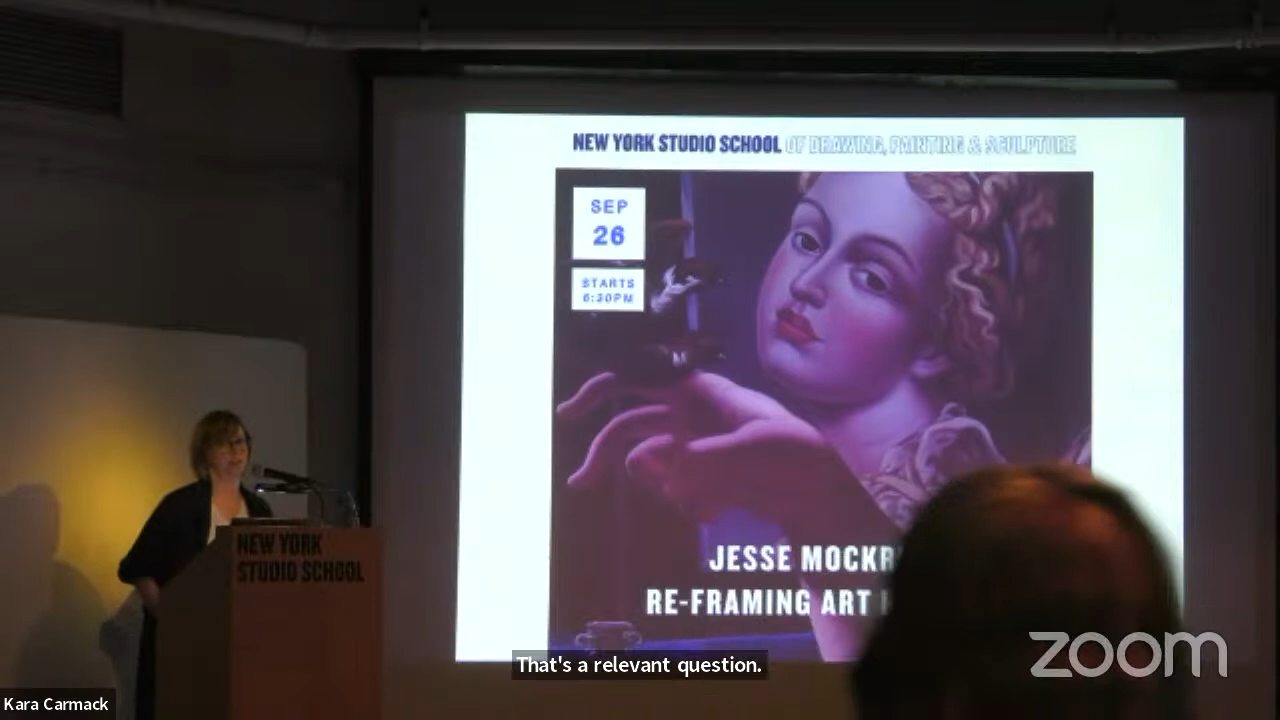 NEW YORK STUDIO SCHOOL OF DRAWING, PAINTING & SCULPTURE
SEP
26
STARTS
6:30PM
JESSE
RE-FRAMING ART
NEW YORK
STUDIO SCHOOL
That's a relevant question.
zoom
Kara Carmack